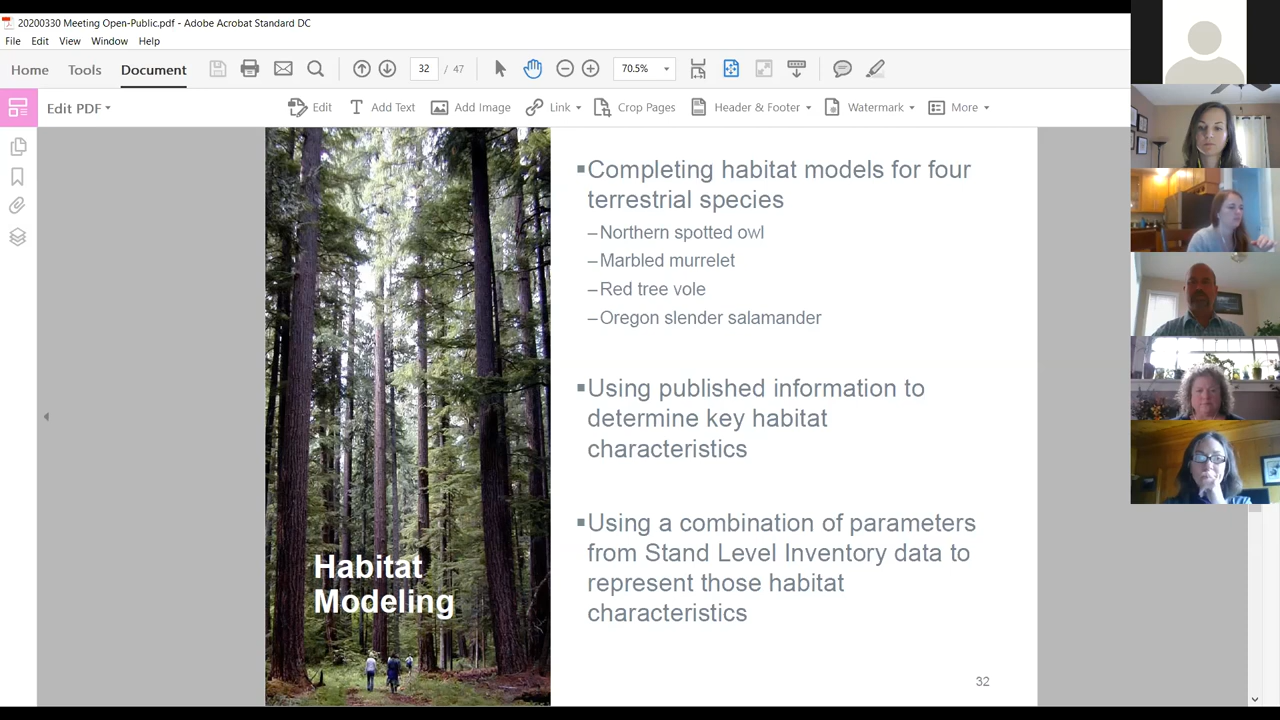 20200330 Meeting Open-Public.pdf - Adobe Acrobat Standard DC
File Edit View Window Help
Home Tools Document 32 / 47 70.5%
Edit PDF Edit Add Text Add Image Link Crop Pages Header & Footer Watermark More
▪Completing habitat models for four
terrestrial species
–Northern spotted owl
–Marbled murrelet
–Red tree vole
–Oregon slender salamander
▪Using published information to
determine key habitat
characteristics
▪Using a combination of parameters
from Stand Level Inventory data to
represent those habitat
characteristics
Habitat
Modeling
32